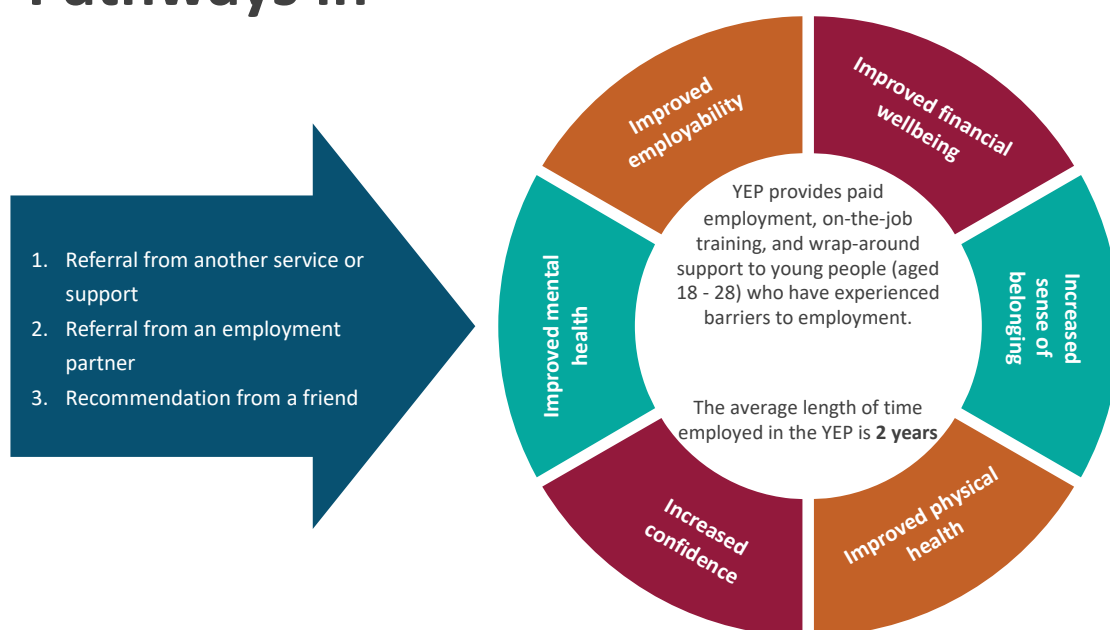 Pathways in
1. Referral from another service or
support
2. Referral from an employment
partner
3. Recommendation from a friend
Improved
employability
Improved financial
wellbeing
Increased
sense of
belonging
Improved physical
health
Increased
confidence
Improved mental
health
YEP provides paid
employment, on-the-job
training, and wrap-around
support to young people (aged
18 - 28) who have experienced
barriers to employment.
The average length of time
employed in the YEP is 2 years